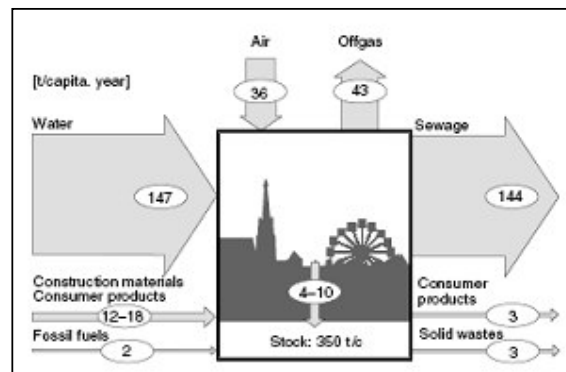 Air Offgas
[t/capita. year]
36 43
Water Sewage
147 144
Construction materials Consumer
Consumer products products
4–10
12–18 3
Fossil fuels Solid wastes
2 Stock: 350 t/c 3